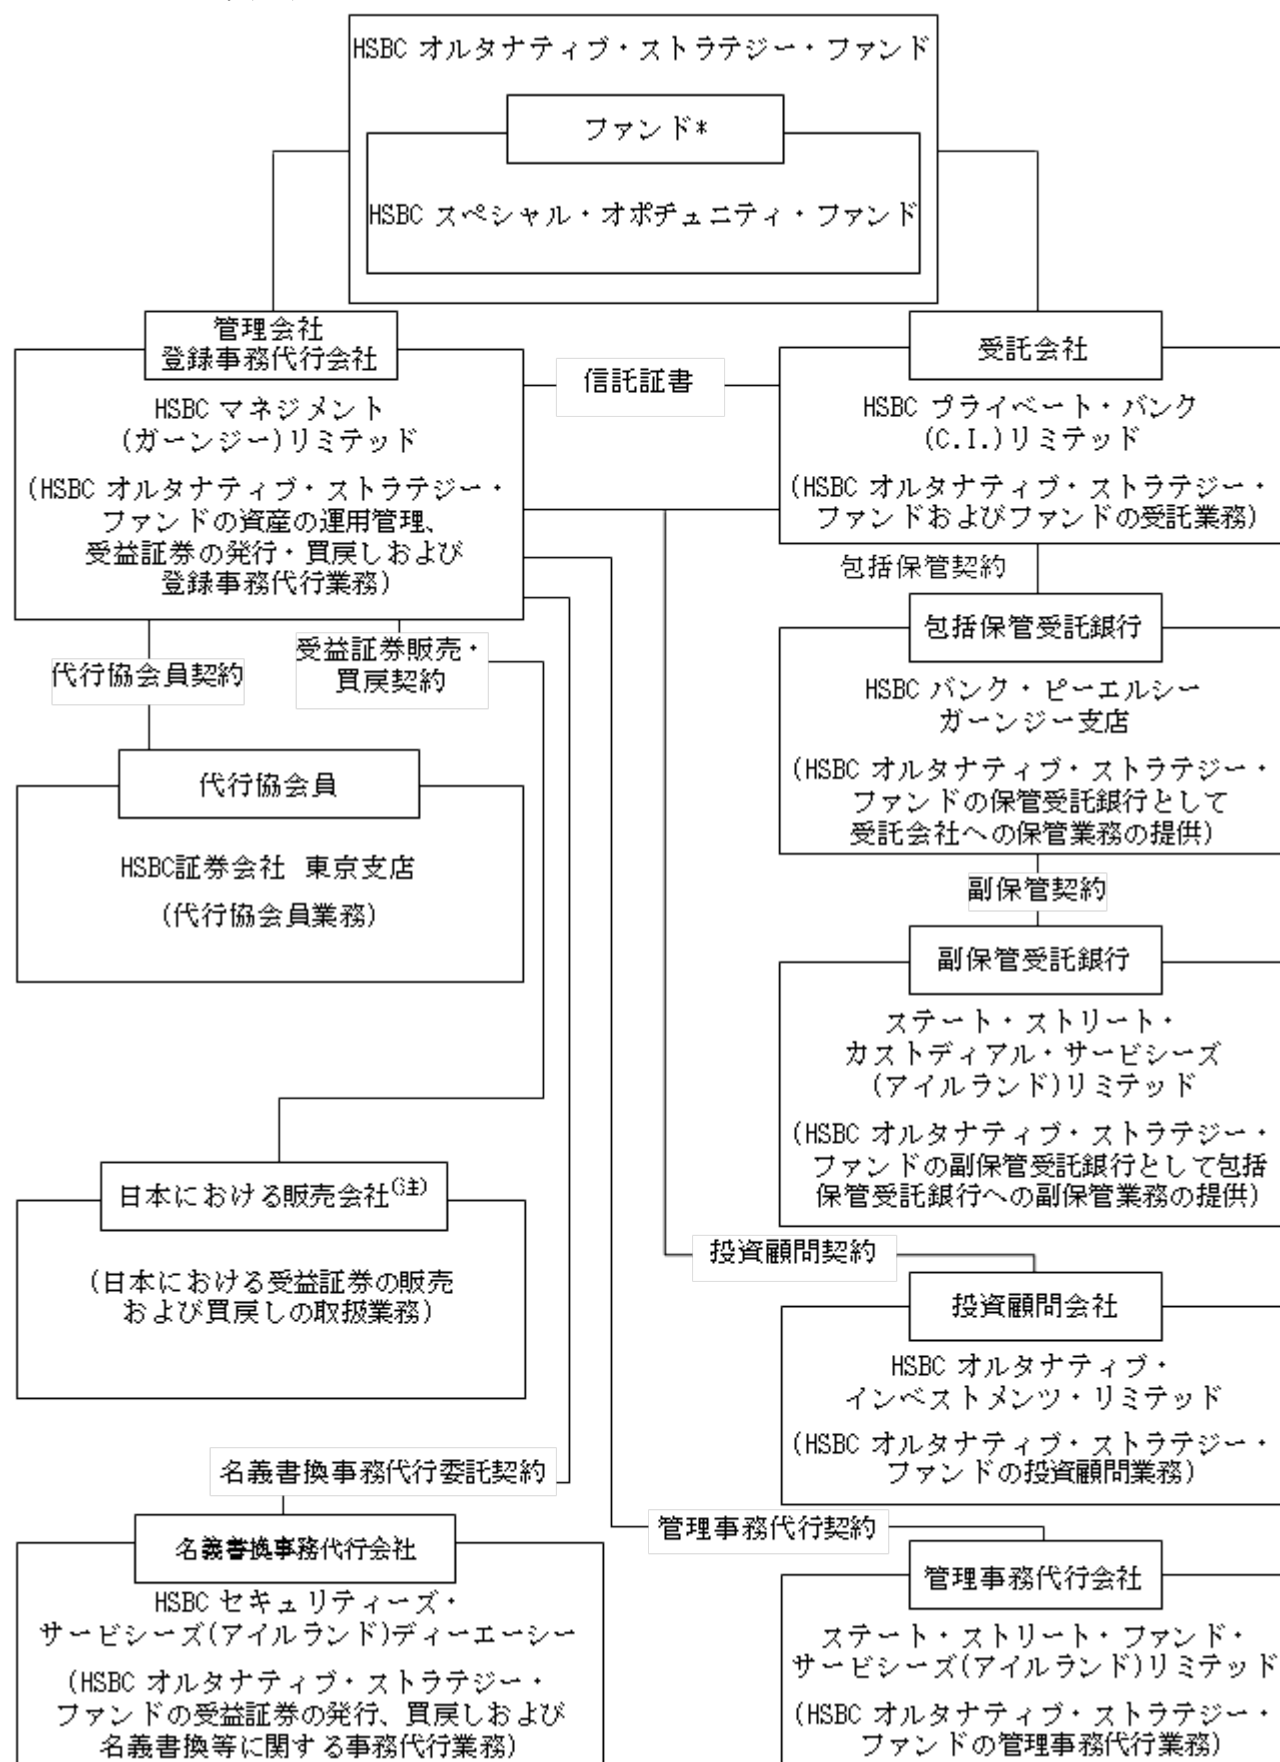 HSBC オルタナティブ・ストラテジー・ファンド
ファンド*
HSBC スペシャル・オポチュニティ・ファンド
管理会社
登録事務代行会社
HSBC マネジメント
(ガーンジー)リミテッド
(HSBC オルタナティブ・ストラテジー・
ファンドの資産の運用管理、
受益証券の発行・買戻しおよび
登録事務代行業務)
信託証書
受託会社
HSBC プライベート・バンク
(C.I.)リミテッド
(HSBC オルタナティブ・ストラテジー・
ファンドおよびファンドの受託業務)
包括保管契約
包括保管受託銀行
HSBC バンク・ピーエルシー
ガーンジー支店
(HSBC オルタナティブ・ストラテジー・
ファンドの保管受託銀行として
受託会社への保管業務の提供)
代行協会員契約
受益証券販売・
買戻契約
代行協会員
HSBC証券会社 東京支店
(代行協会員業務)
副保管契約
副保管受託銀行
ステート・ストリート・
カストディアル・サービシーズ
(アイルランド)リミテッド
(HSBC オルタナティブ・ストラテジー・
ファンドの副保管受託銀行として包括
保管受託銀行への副保管業務の提供)
日本における販売会社(注)
(日本における受益証券の販売
および買戻しの取扱業務)
投資顧問契約
投資顧問会社
HSBC オルタナティブ・
インベストメンツ・リミテッド
(HSBC オルタナティブ・ストラテジー・
ファンドの投資顧問業務)
名義書換事務代行委託契約
名義書換事務代行会社
HSBC セキュリティーズ・
サービシーズ(アイルランド)ディーエーシー
(HSBC オルタナティブ・ストラテジー・
ファンドの受益証券の発行、買戻しおよび
名義書換等に関する事務代行業務)
管理事務代行契約
管理事務代行会社
ステート・ストリート・ファンド・
サービシーズ(アイルランド)リミテッド
(HSBC オルタナティブ・ストラテジー・
ファンドの管理事務代行業務)